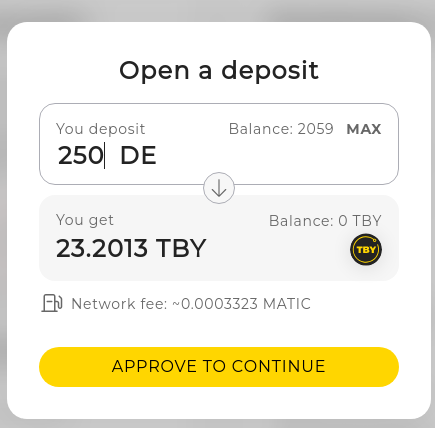 Open a deposit
You deposit Balance: 2059 MAX
250 DE
You get Balance: 0 TBY
23.2013 TBY TBY
Network fee: ~0.0003323 MATIC
APPROVE TO CONTINUE